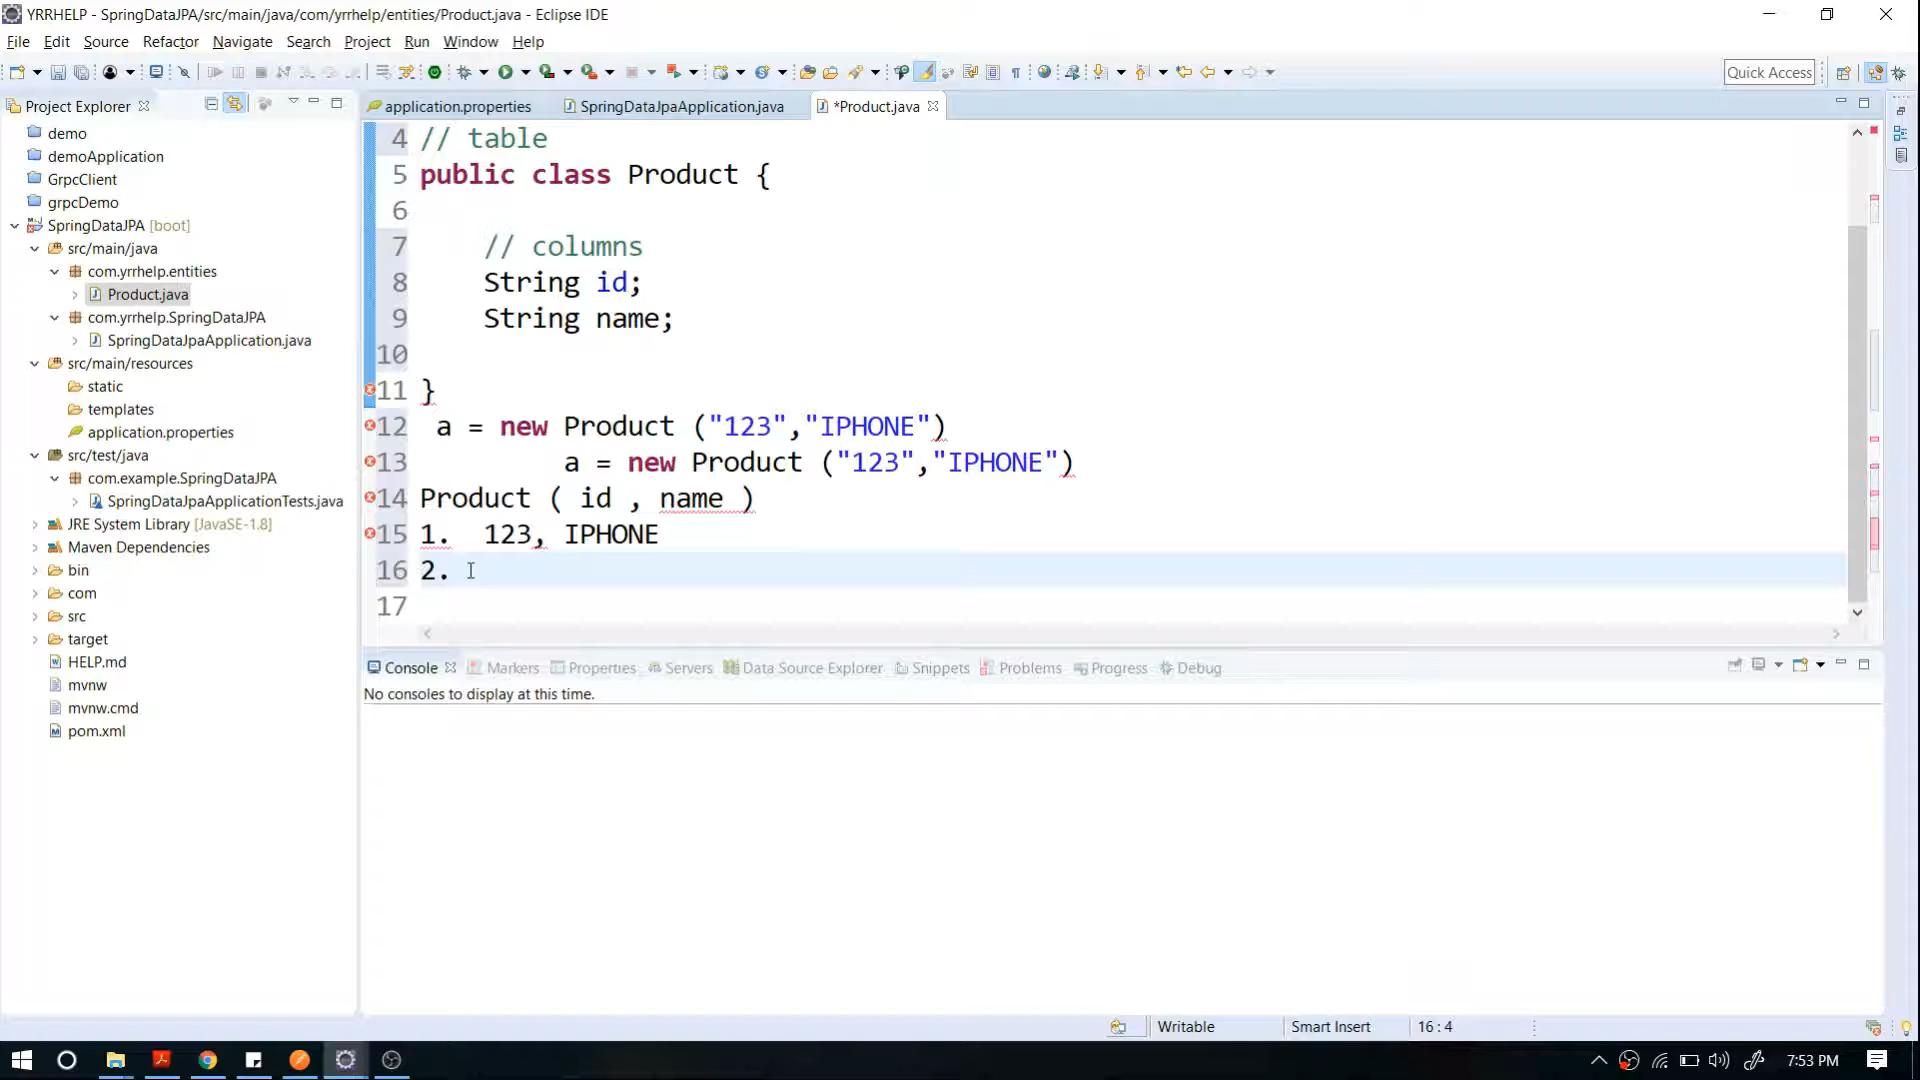 YRRHELP - SpringDataJPA/src/main/java/com/yrrhelp/entities/Product.java - Eclipse IDE
File Edit Source Refactor Navigate Search Project Run Window Help
Quick Access
Project Explorer
demo
demoApplication
GrpcClient
grpcDemo
SpringDataJPA [boot]
src/main/java
com.yrrhelp.entities
Product.java
com.yrrhelp.SpringDataJPA
SpringDataJpaApplication.java
src/main/resources
static
templates
application.properties
src/test/java
com.example.SpringDataJPA
SpringDataJpaApplicationTests.java
JRE System Library [JavaSE-1.8]
Maven Dependencies
bin
com
src
target
HELP.md
mvnw
mvnw.cmd
pom.xml
application.properties SpringDataJpaApplication.java *Product.java
4 // table
5 public class Product {
6
7 // columns
8 String id;
9 String name;
10
11 }
12 a = new Product ("123","IPHONE")
13 a = new Product ("123","IPHONE")
14 Product ( id , name )
15 1. 123, IPHONE
16 2.
17
Console Markers Properties Servers Data Source Explorer Snippets Problems Progress Debug
No consoles to display at this time.
Writable Smart Insert 16 : 4
7:53 PM